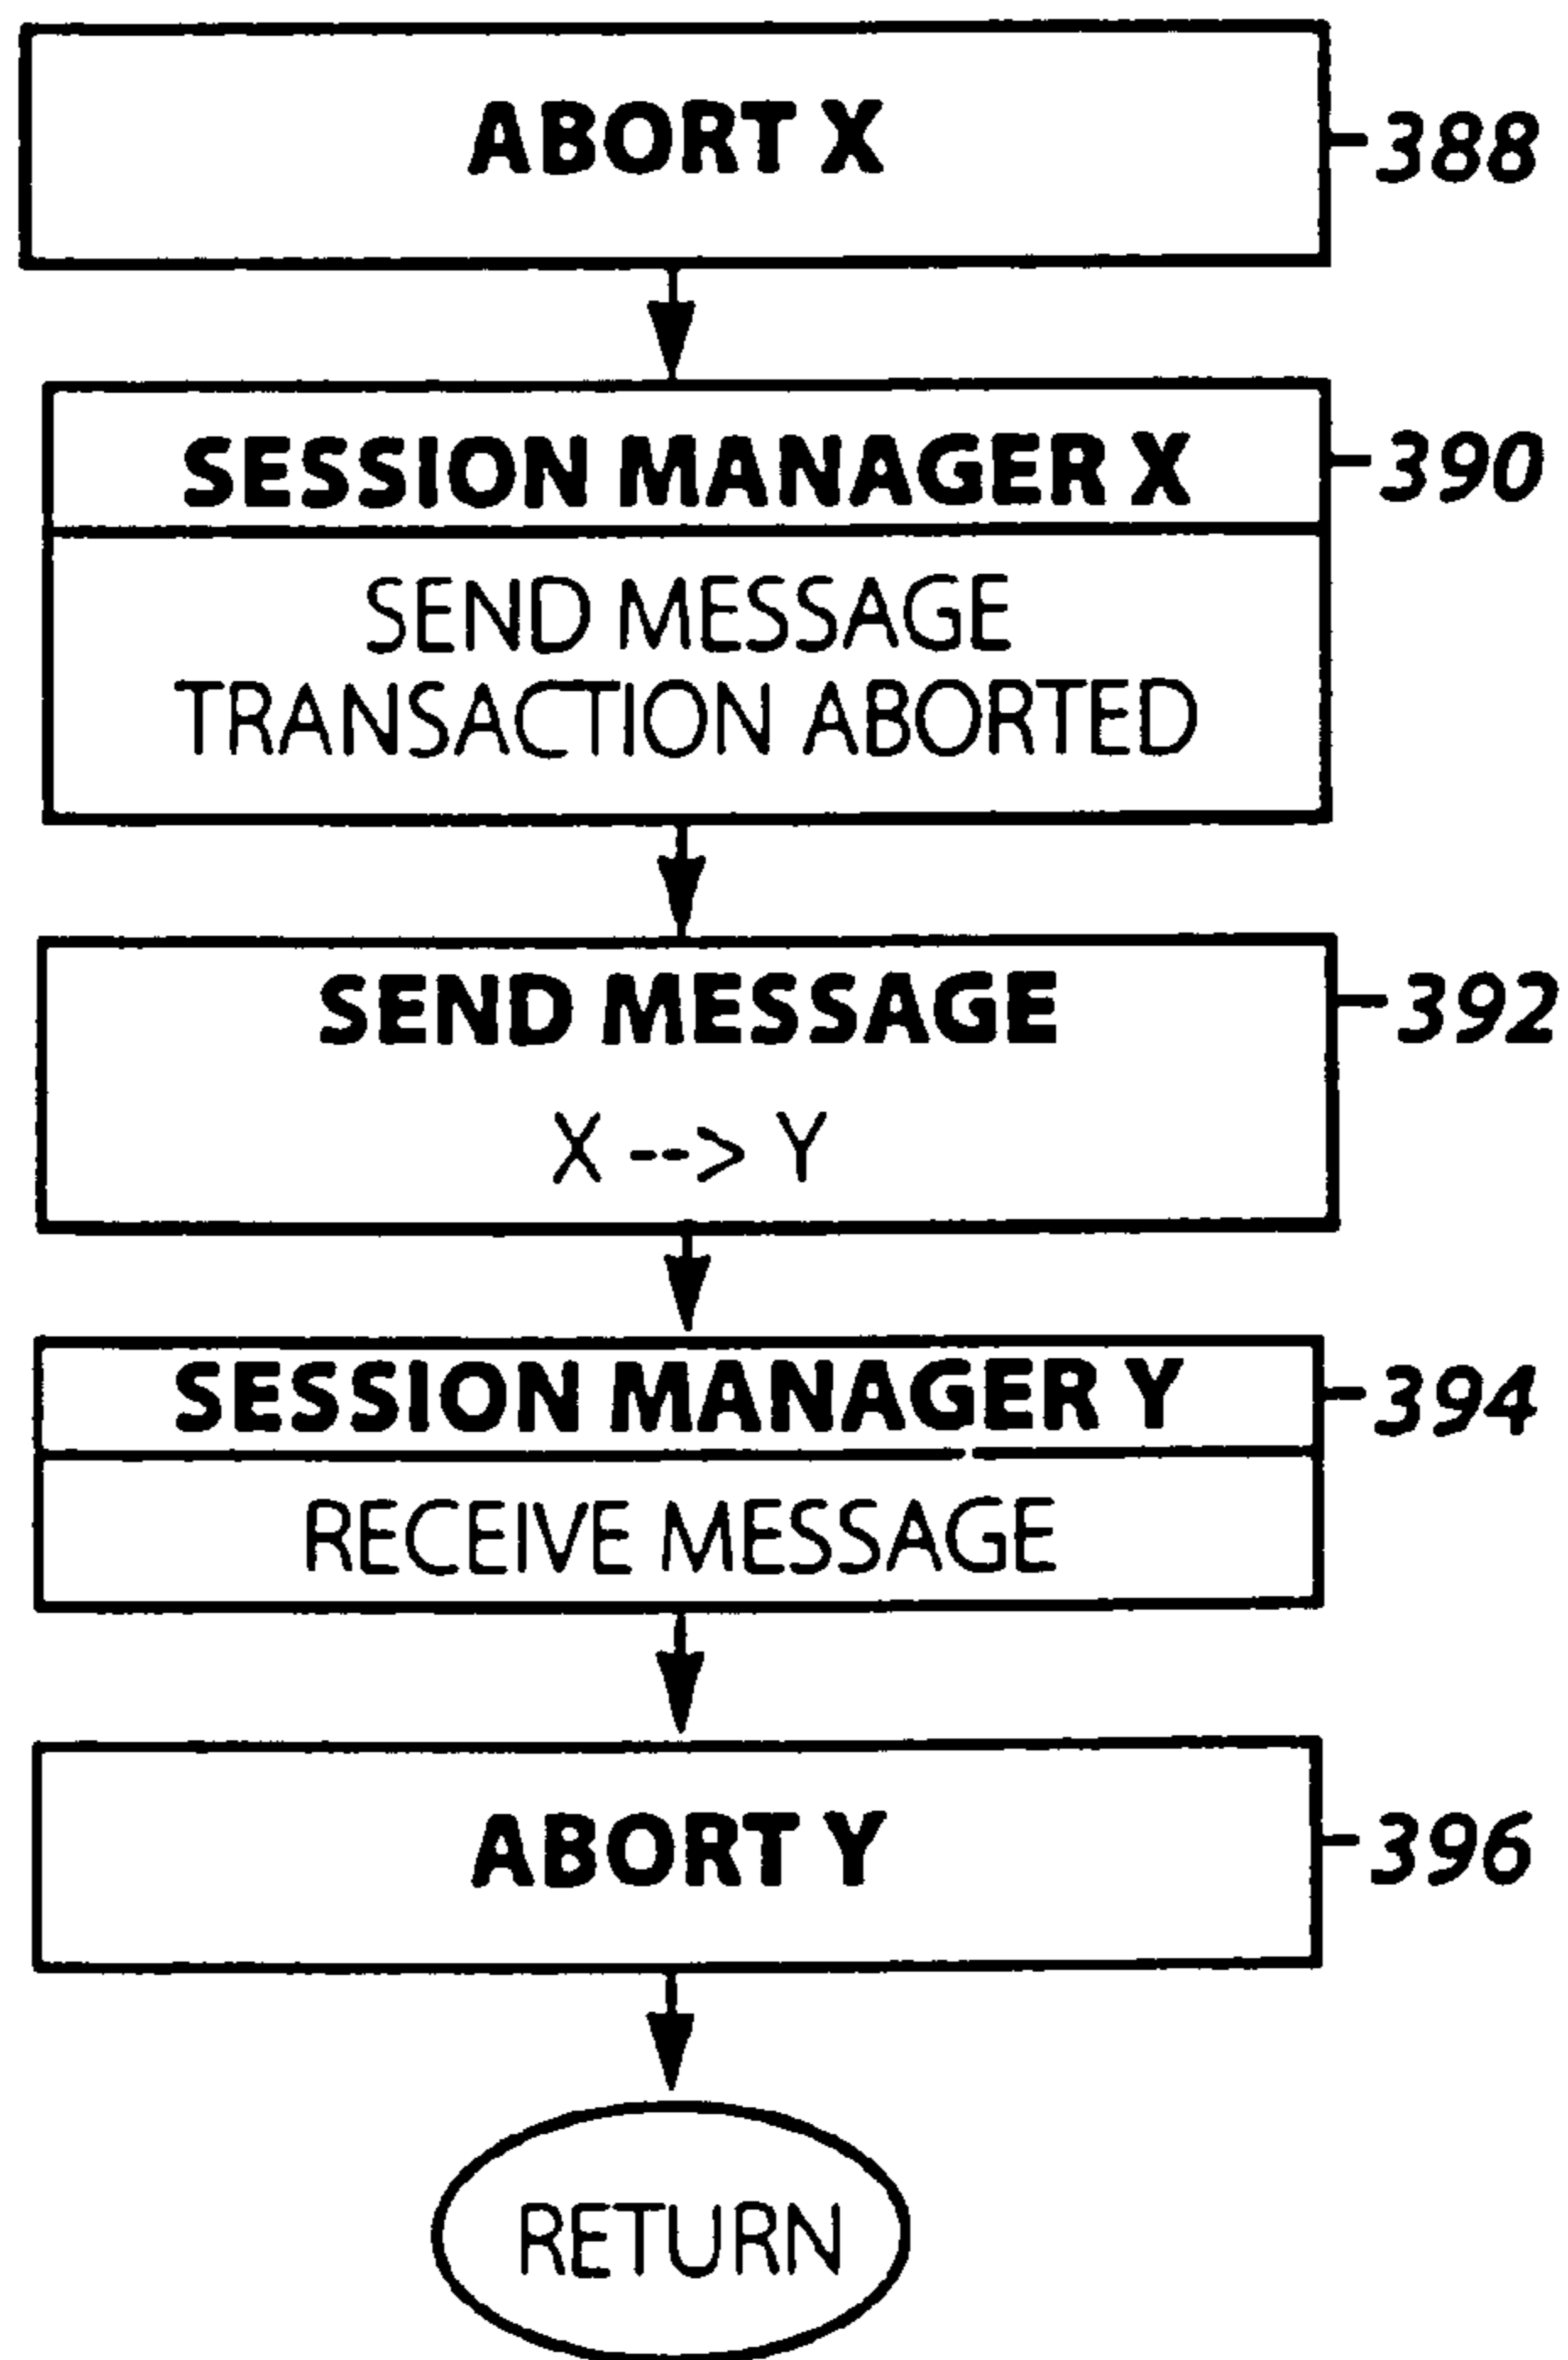 ABORT X
388
SESSION MANAGER X
390
SEND MESSAGE
TRANSACTION ABORTED
SEND MESSAGE
392
X --> Y
SESSION MANAGER Y
394
RECEIVE MESSAGE
ABORT Y
396
RETURN